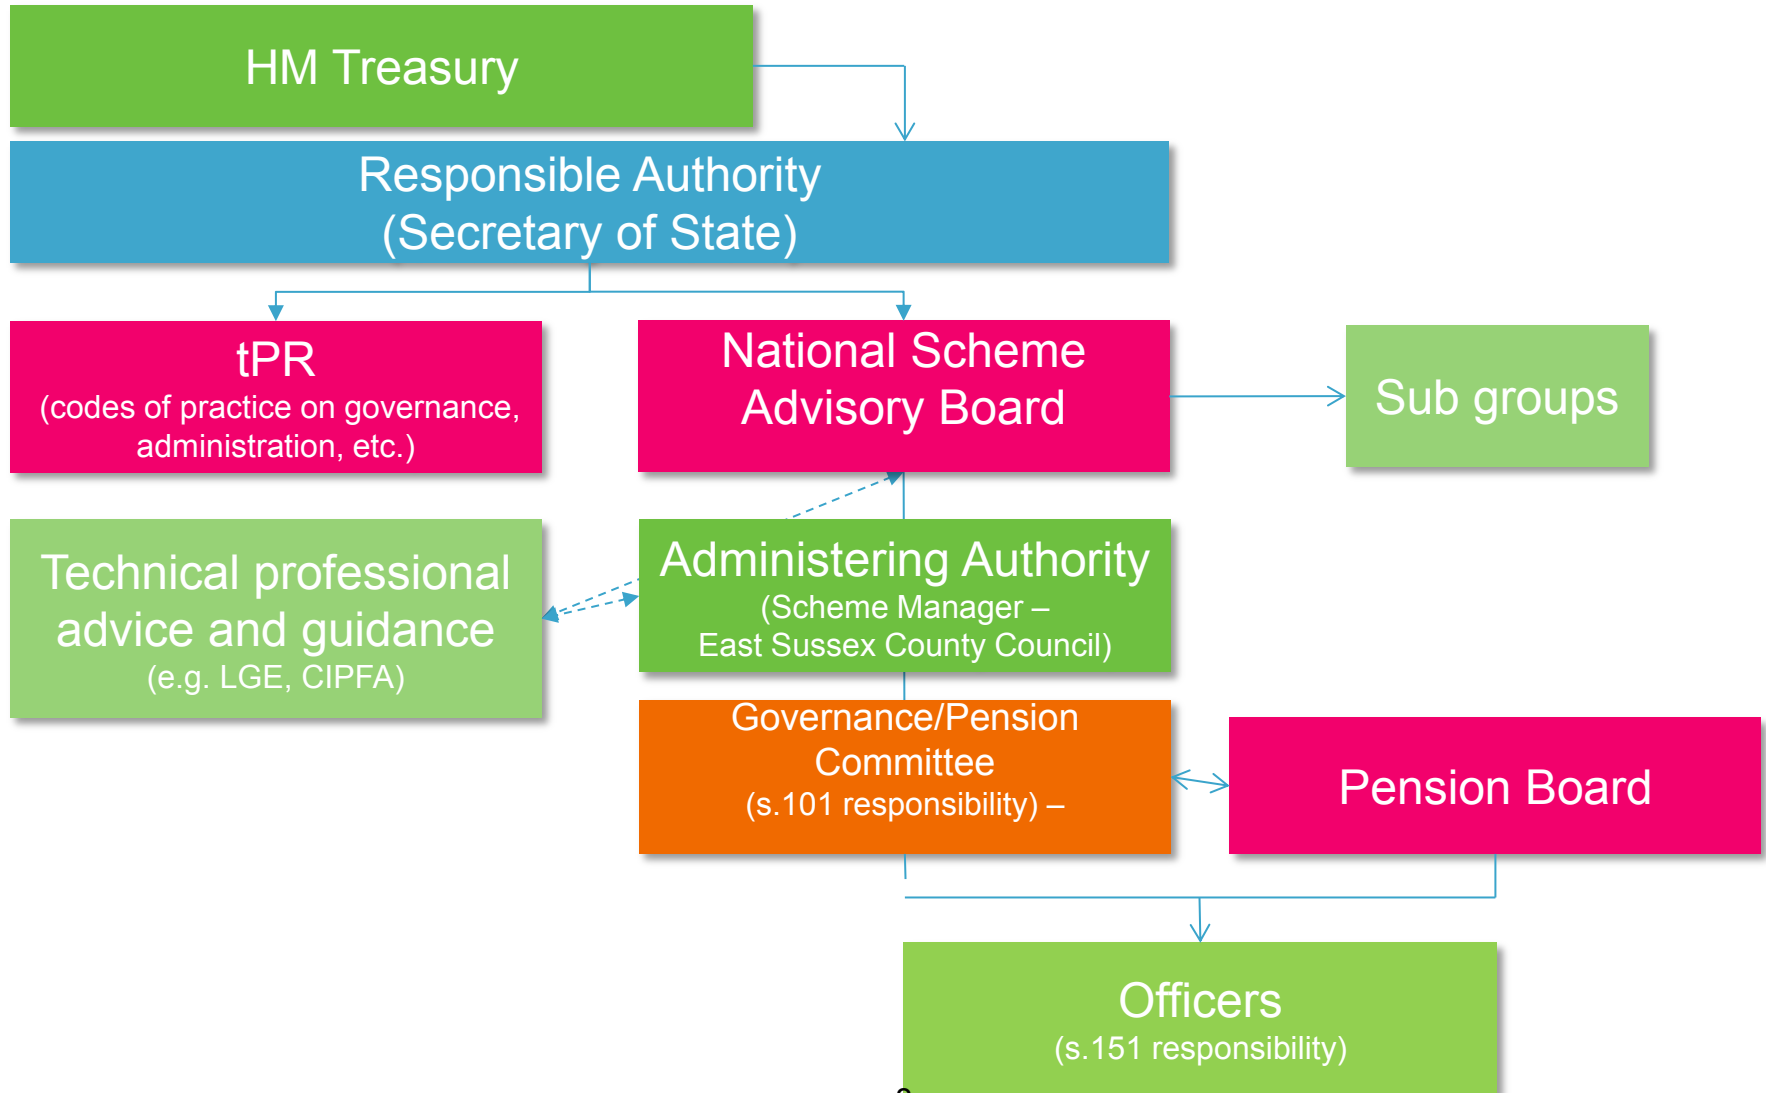 HM Treasury
Responsible Authority
(Secretary of State)
tPR
(codes of practice on governance,
administration, etc.)
National Scheme
Advisory Board
Sub groups
Technical professional
advice and guidance
(e.g. LGE, CIPFA)
Administering Authority
(Scheme Manager –
East Sussex County Council)
Governance/Pension
Committee
(s.101 responsibility) –
Pension Board
Officers
(s.151 responsibility)